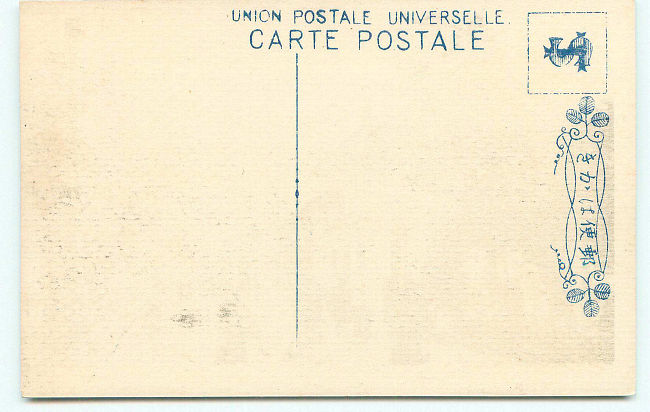 UNION POSTALE UNIVERSELLE.
CARTE POSTALE
郵便はかき